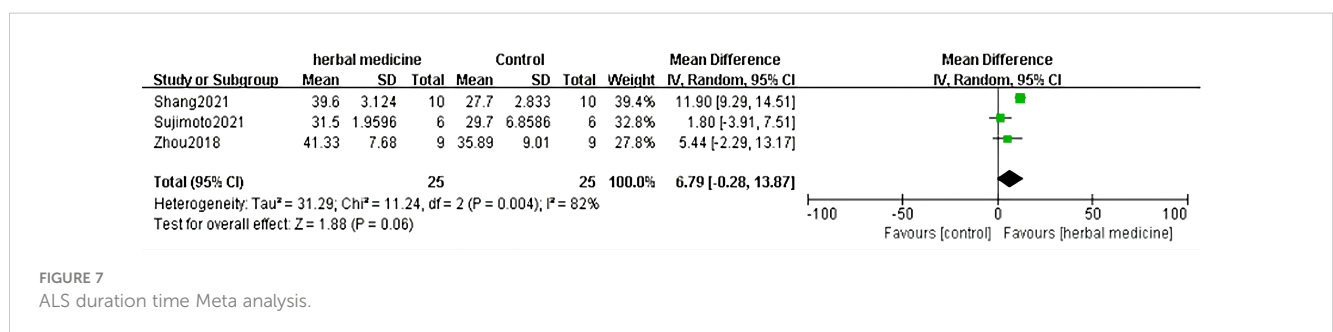 herbal medicine Control Mean Difference Mean Difference
Study or Subgroup Mean SD Total Mean SD Total Weight IV, Random, 95% CI IV, Random, 95% CI
Shang2021 39.6 3.124 10 27.7 2.833 10 39.4% 11.90 [9.29, 14.51]
Sujimoto2021 31.5 1.9596 6 29.7 6.8586 6 32.8% 1.80 [-3.91, 7.51]
Zhou2018 41.33 7.68 9 35.89 9.01 9 27.8% 5.44 [-2.29, 13.17]
Total (95% CI) 25 25 100.0% 6.79 [-0.28, 13.87]
Heterogeneity: Tau² = 31.29; Chi² = 11.24, df = 2 (P = 0.004); I² = 82%
Test for overall effect: Z = 1.88 (P = 0.06)
-100 -50 0 50 100
Favours [control] Favours [herbal medicine]
FIGURE 7
ALS duration time Meta analysis.